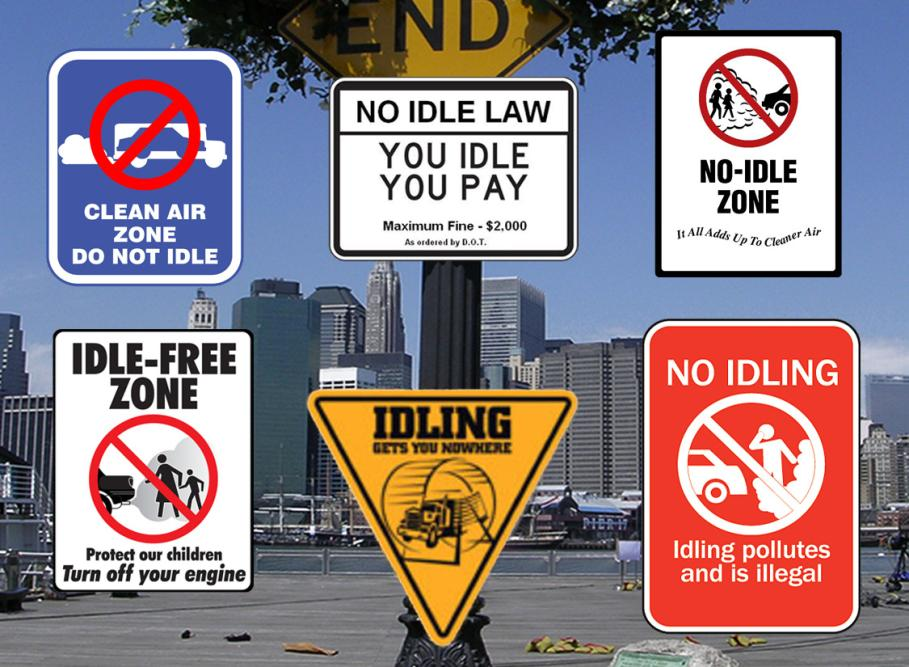 END
CLEAN AIR
ZONE
DO NOT IDLE
NO IDLE LAW
YOU IDLE
YOU PAY
Maximum Fine - $2,000
As ordered by D.O.T.
NO-IDLE
ZONE
It All Adds Up To Cleaner Air
IDLE-FREE
ZONE
Protect our children
Turn off your engine
IDLING
GETS YOU NOWHERE
NO IDLING
Idling pollutes
and is illegal
PIER 17